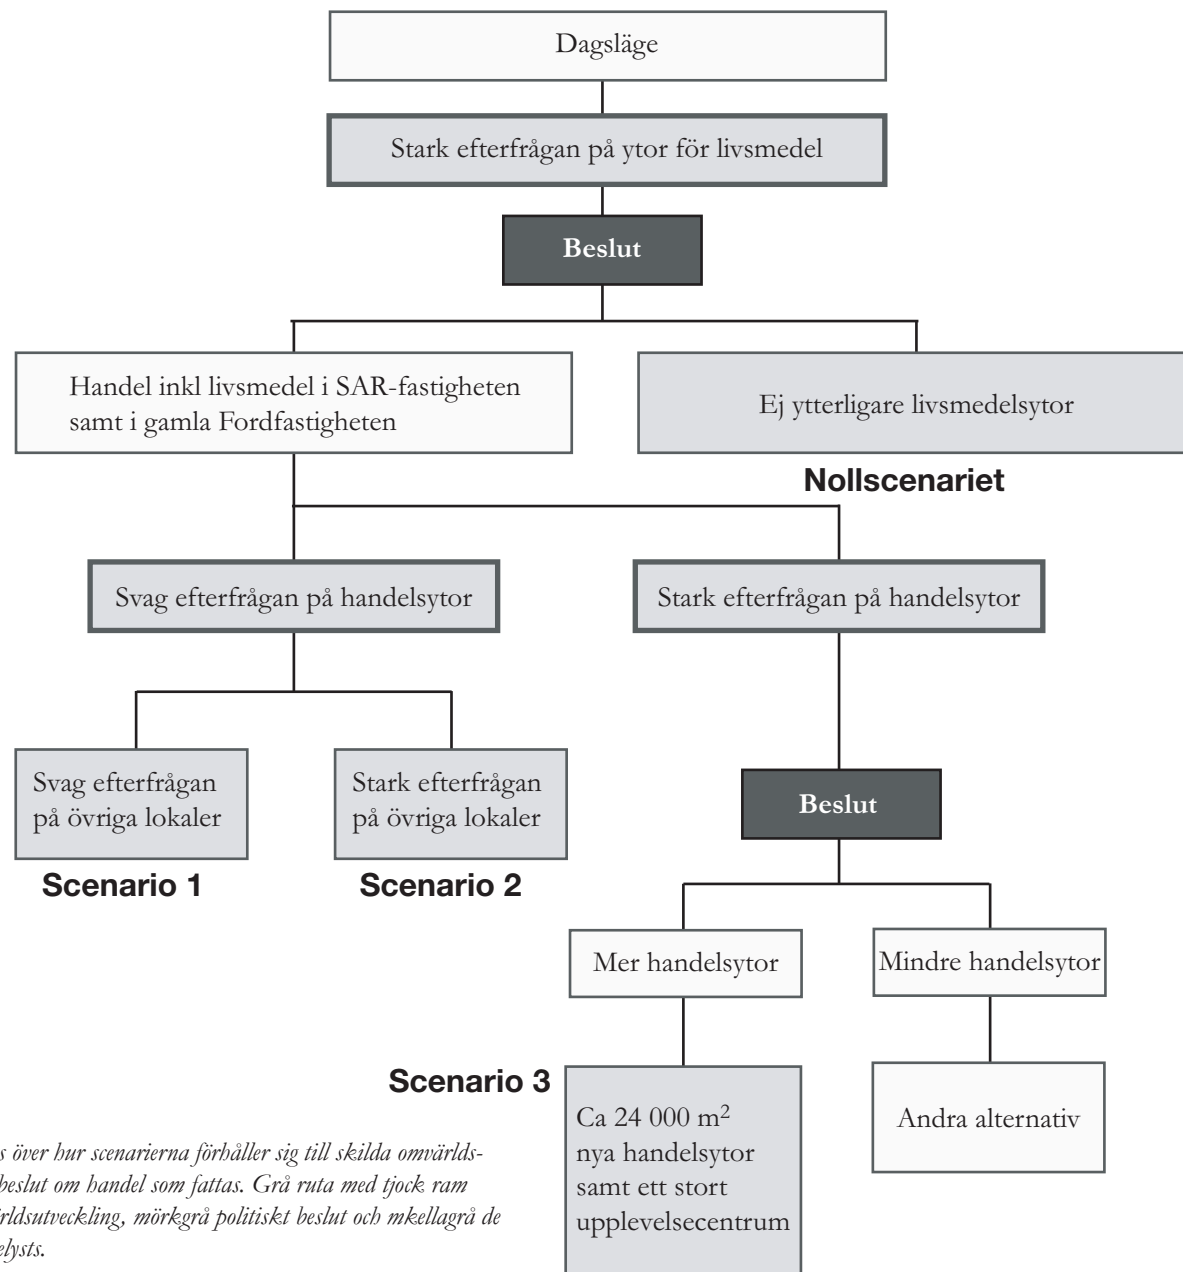 Dagsläge
Stark efterfrågan på ytor för livsmedel
Beslut
Handel inkl livsmedel i SAR-fastigheten
samt i gamla Fordfastigheten
Ej ytterligare livsmedelsytor
Nollscenariet
Svag efterfrågan på handelsytor
Stark efterfrågan på handelsytor
Svag efterfrågan
på övriga lokaler
Scenario 1
Stark efterfrågan
på övriga lokaler
Scenario 2
Beslut
Mer handelsytor
Mindre handelsytor
Scenario 3
Ca 24 000 m²
nya handelsytor
samt ett stort
upplevelsecentrum
Andra alternativ
över hur scenarierna förhåller sig till skilda omvärlds-
beslut om handel som fattas. Grå ruta med tjock ram
mörkgrå politiskt beslut och mkellagrå de